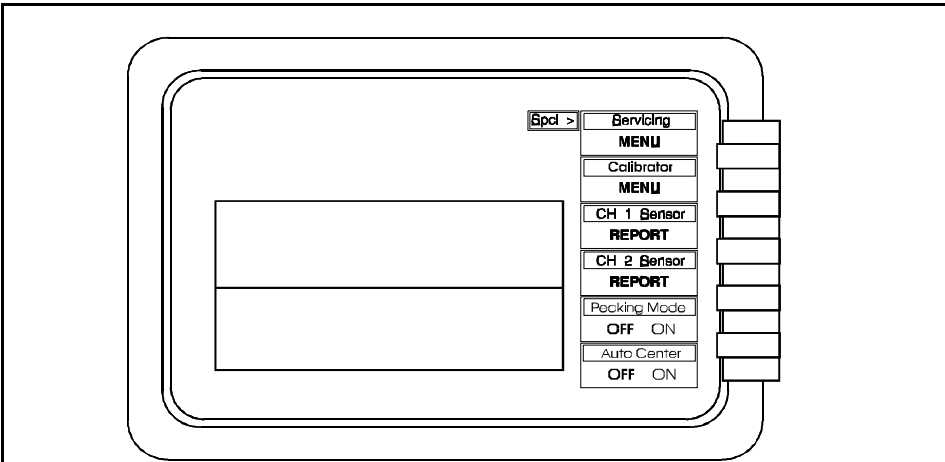 Spcl > Servicing
MENU
Calibrator
MENU
CH 1 Sensor
REPORT
CH 2 Sensor
REPORT
Peaking Mode
OFF ON
Auto Center
OFF ON